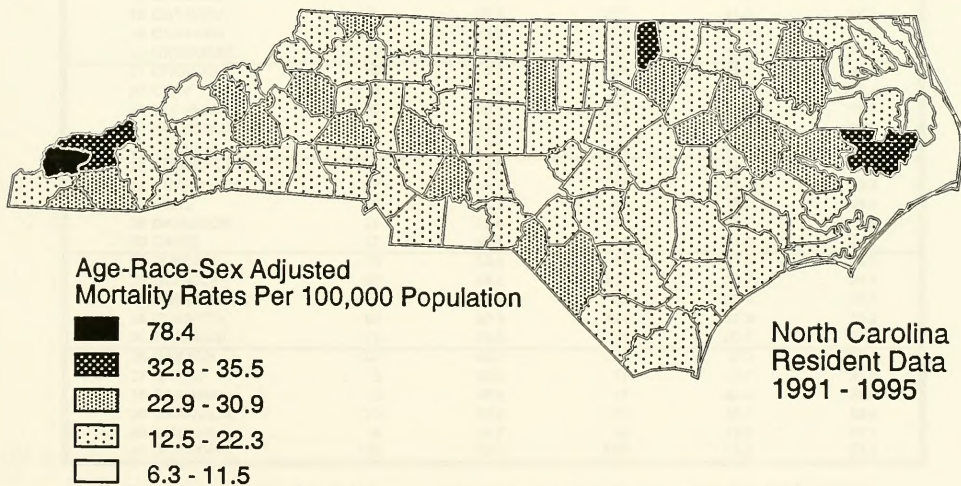 Age-Race-Sex Adjusted
Mortality Rates Per 100,000 Population
78.4
32.8 - 35.5
22.9 - 30.9
12.5 - 22.3
6.3 - 11.5
North Carolina
Resident Data
1991 - 1995